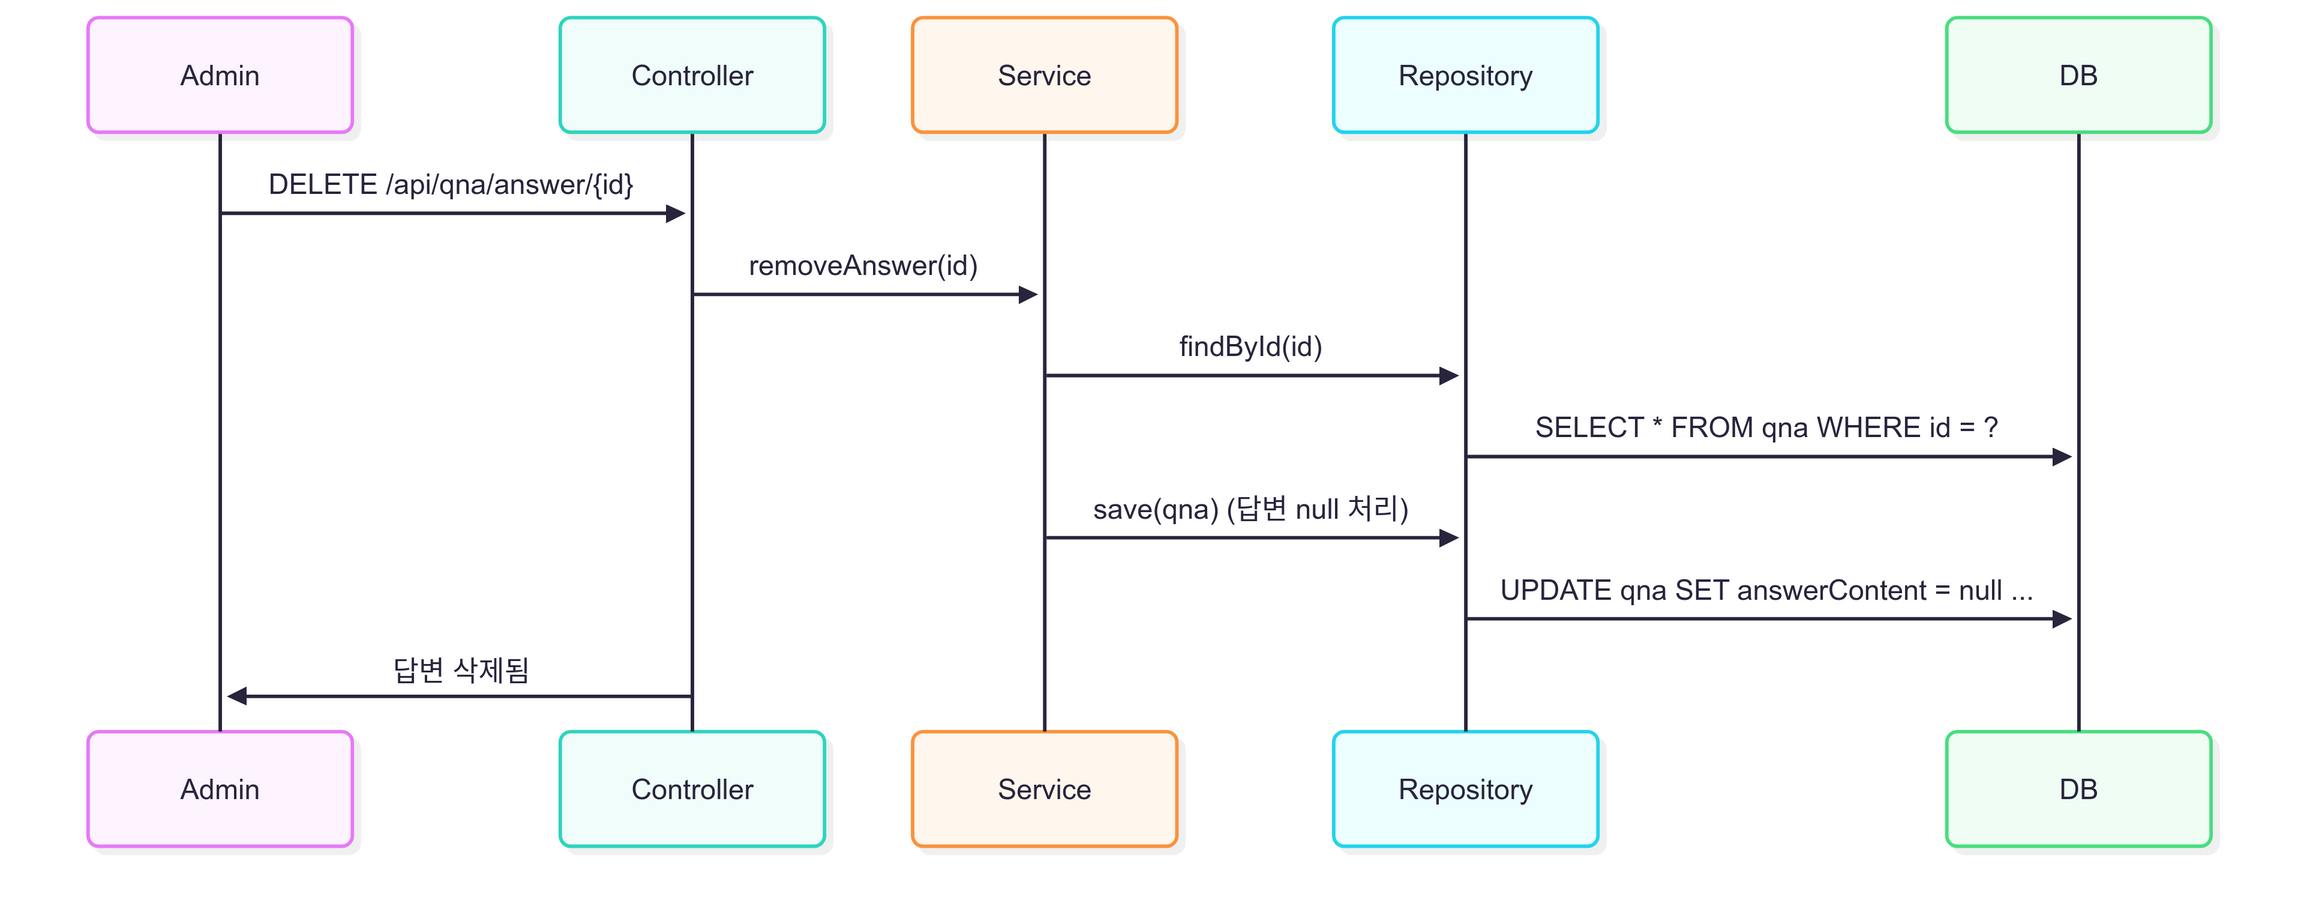 Admin
Controller
Service
Repository
DB
DELETE /api/qna/answer/{id}
removeAnswer(id)
findById(id)
SELECT * FROM qna WHERE id = ?
save(qna) (답변 null 처리)
UPDATE qna SET answerContent = null ...
답변 삭제됨
Admin
Controller
Service
Repository
DB